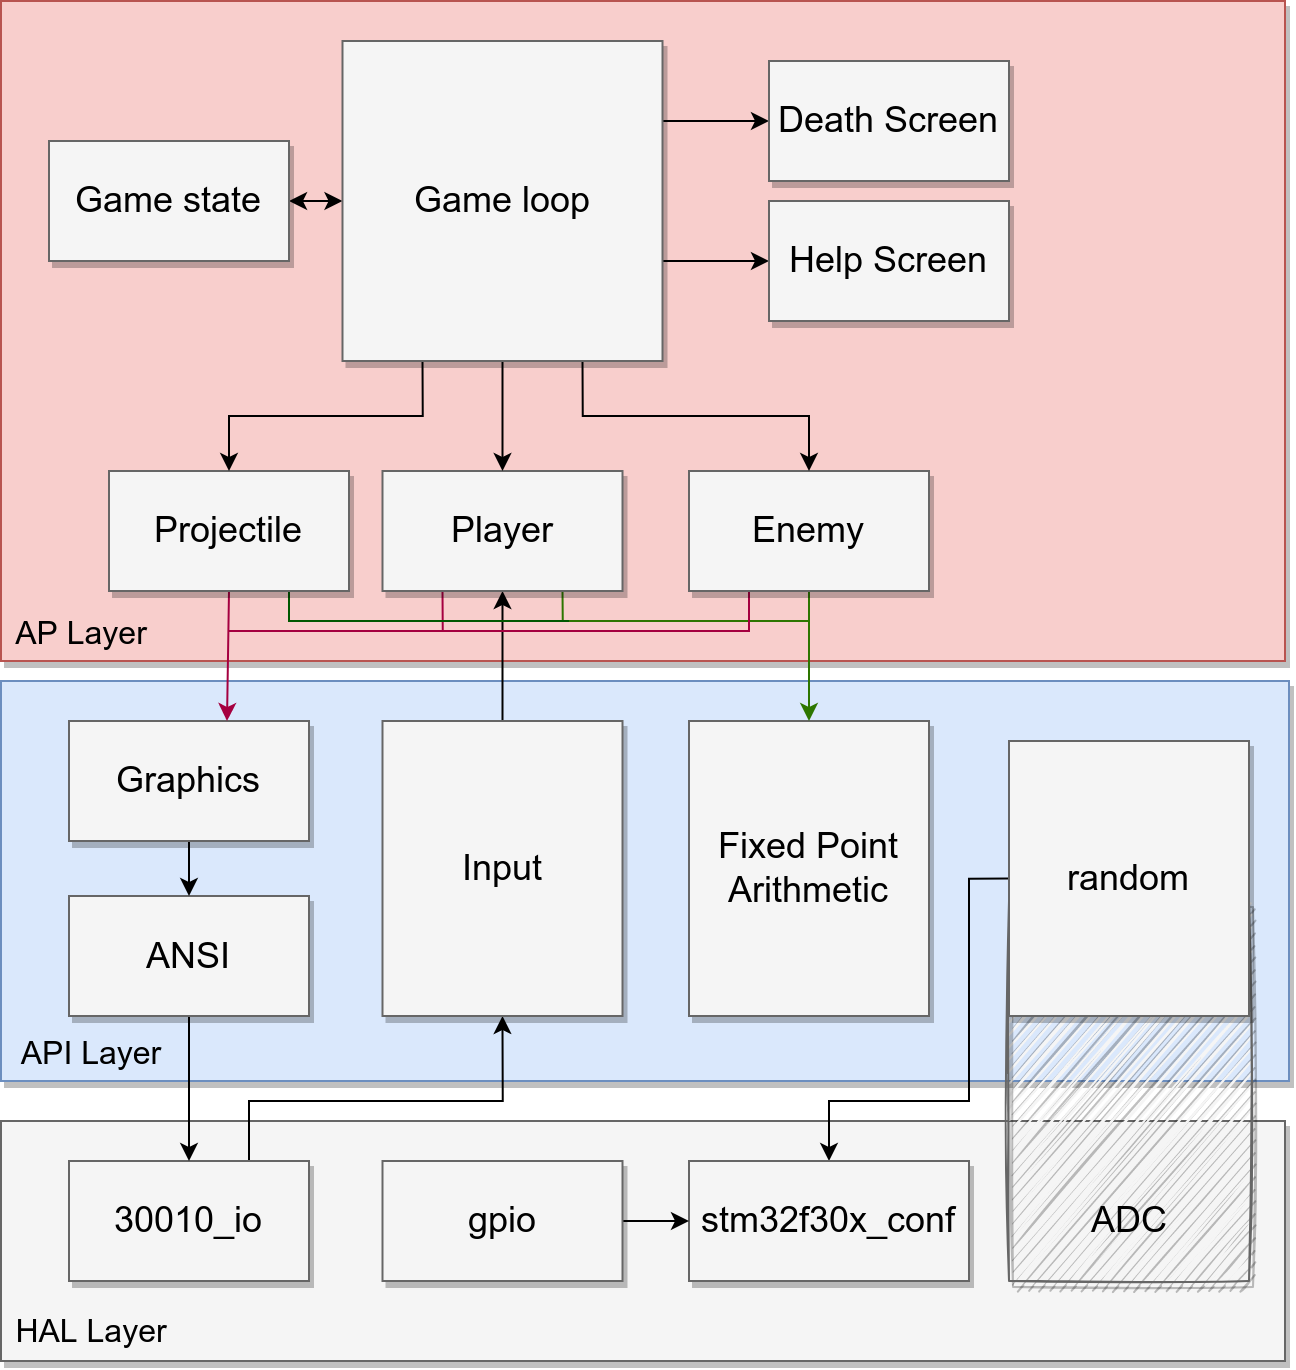 Death Screen
Game state
Game loop
Help Screen
Projectile
Player
Enemy
AP Layer
Graphics
Input
Fixed Point
Arithmetic
random
ANSI
API Layer
30010_io
gpio
stm32f30x_conf
ADC
HAL Layer